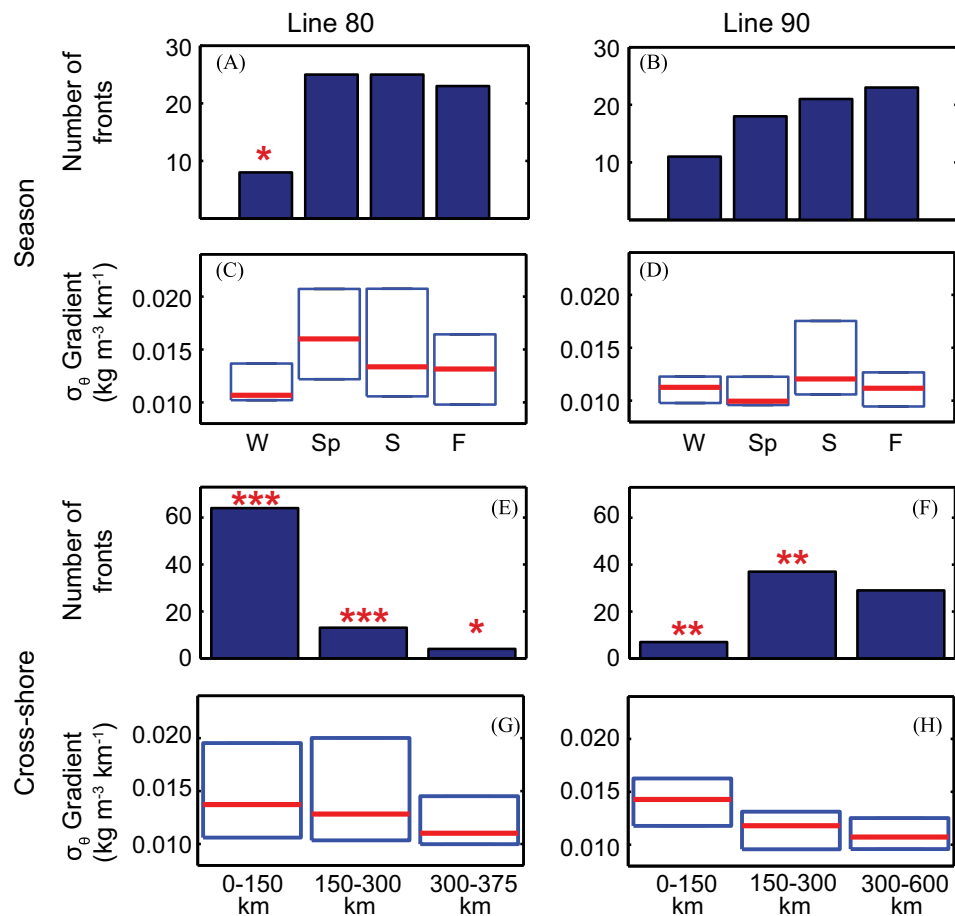 Line 80
Line 90
Season
Number of
fronts
30
20
10
(A)
*
30
20
10
(B)
σθ Gradient
(kg m-3 km-1)
0.020
0.015
0.010
(C)
W Sp S F
0.020
0.015
0.010
(D)
W Sp S F
Cross-shore
Number of
fronts
60
40
20
0
(E)
***
***
*
60
40
20
0
(F)
**
**
σθ Gradient
(kg m-3 km-1)
0.020
0.015
0.010
(G)
0-150 150-300 300-375
km km km
0.020
0.015
0.010
(H)
0-150 150-300 300-600
km km km